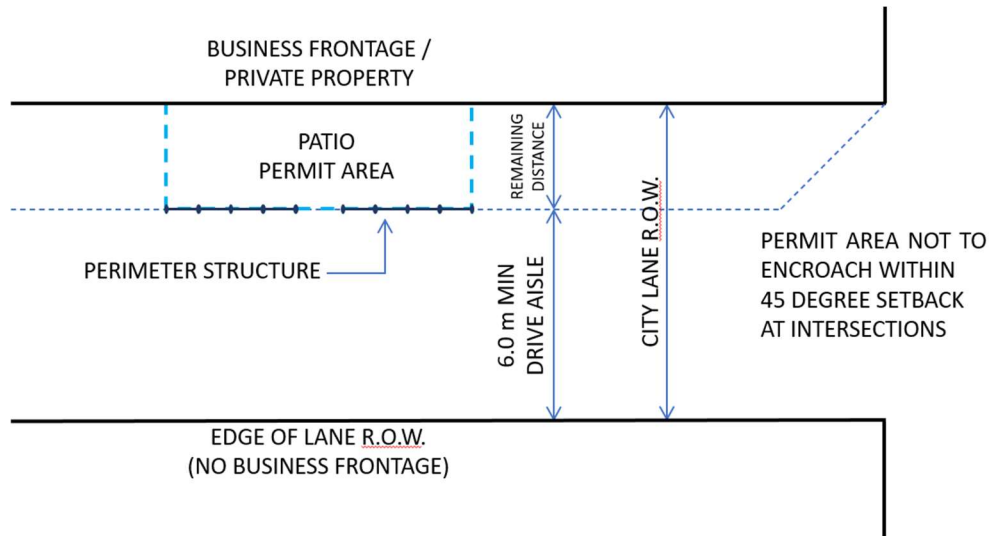 BUSINESS FRONTAGE /
PRIVATE PROPERTY
PATIO
PERMIT AREA
REMAINING
DISTANCE
CITY LANE R.O.W.
PERIMETER STRUCTURE
6.0 m MIN
DRIVE AISLE
PERMIT AREA NOT TO
ENCROACH WITHIN
45 DEGREE SETBACK
AT INTERSECTIONS
EDGE OF LANE R.O.W.
(NO BUSINESS FRONTAGE)